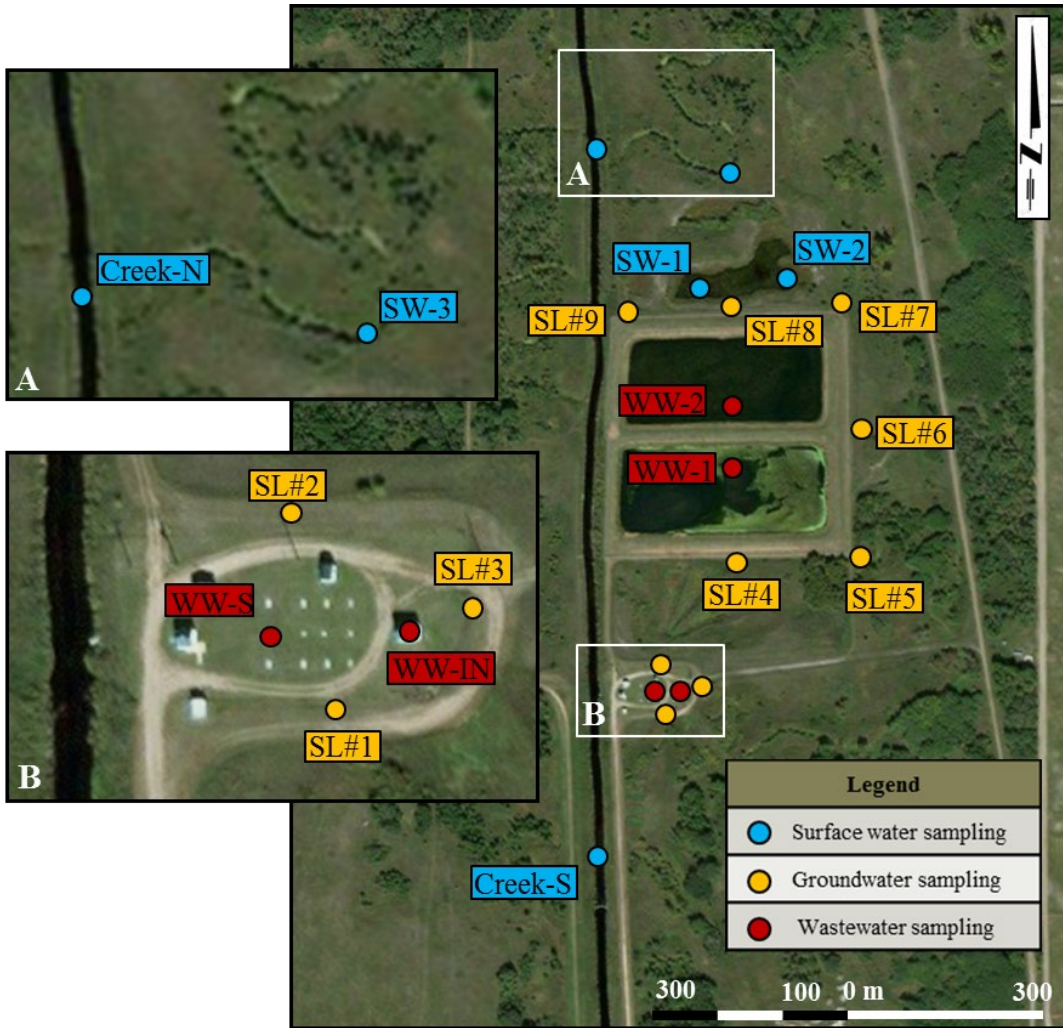 Creek-N
SW-3
A
A
N
SW-1
SW-2
SL#9
SL#8
SL#7
WW-2
SL#6
WW-1
SL#4
SL#5
SL#2
SL#3
WW-S
WW-IN
SL#1
B
B
Creek-S
Legend
Surface water sampling
Groundwater sampling
Wastewater sampling
300 100 0 m 300